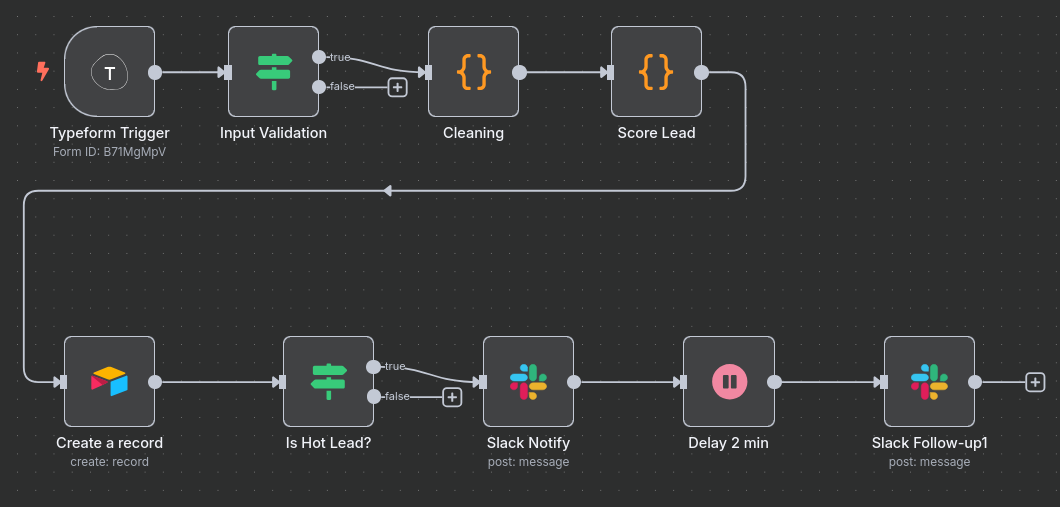 T
true
false
{}
{}
Typeform Trigger
Form ID: B71MgMpV
Input Validation
Cleaning
Score Lead
true
false
Create a record
create: record
Is Hot Lead?
Slack Notify
post: message
Delay 2 min
Slack Follow-up1
post: message